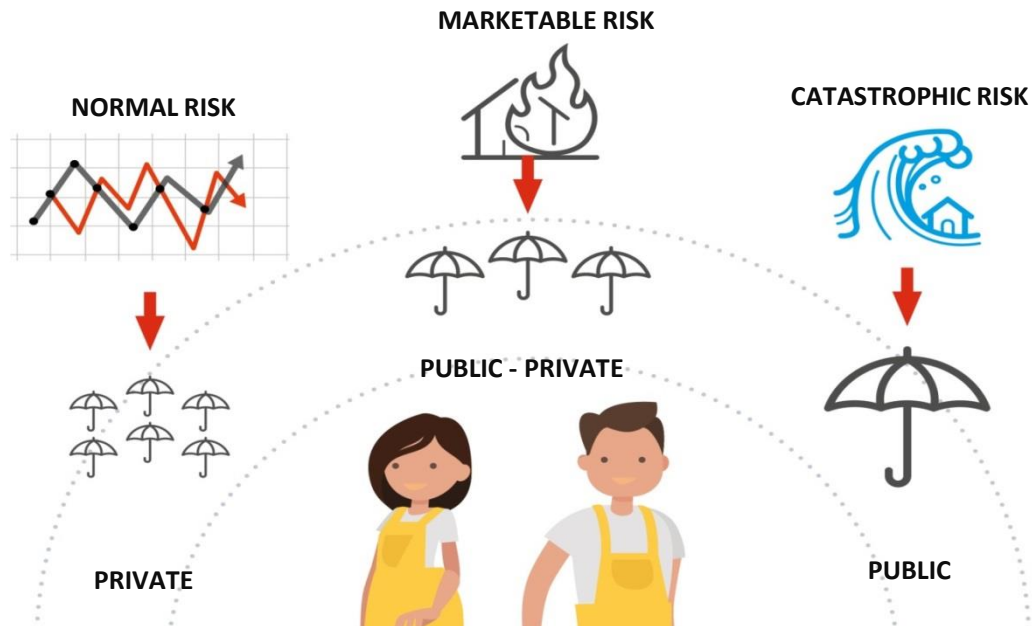 MARKETABLE RISK
NORMAL RISK
CATASTROPHIC RISK
PUBLIC - PRIVATE
PRIVATE
PUBLIC